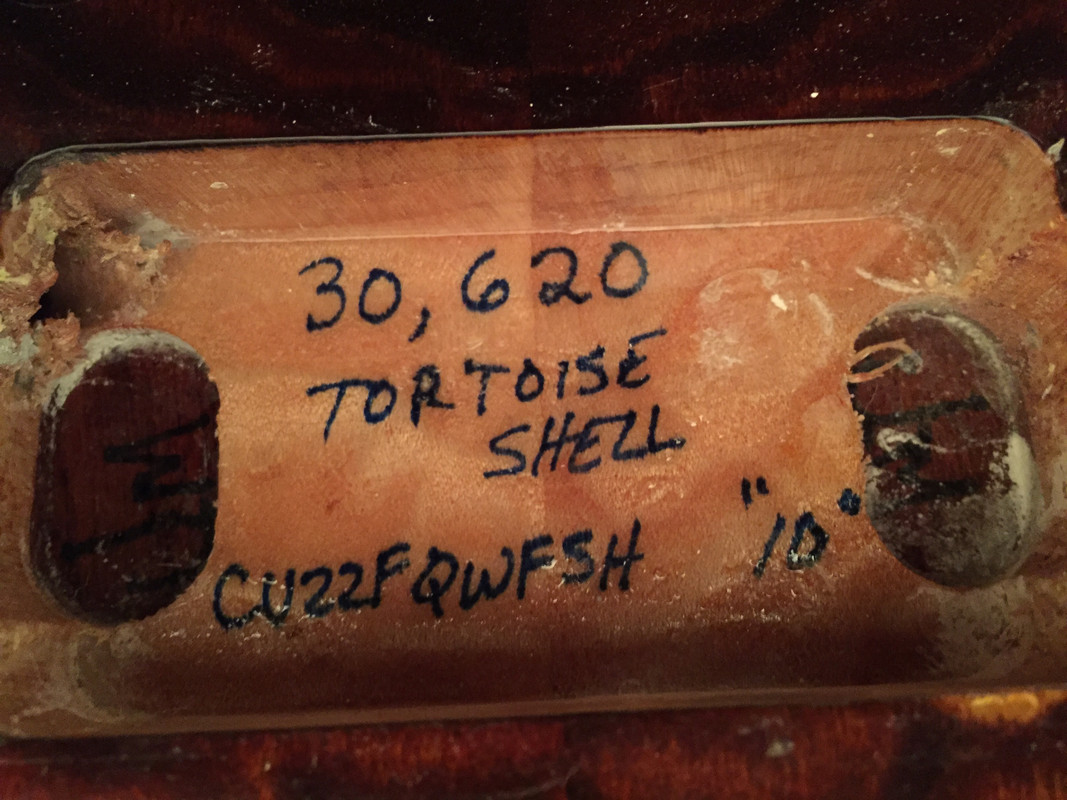 30,620
TORTOISE
SHELL
"10"
CU22FQWFSH